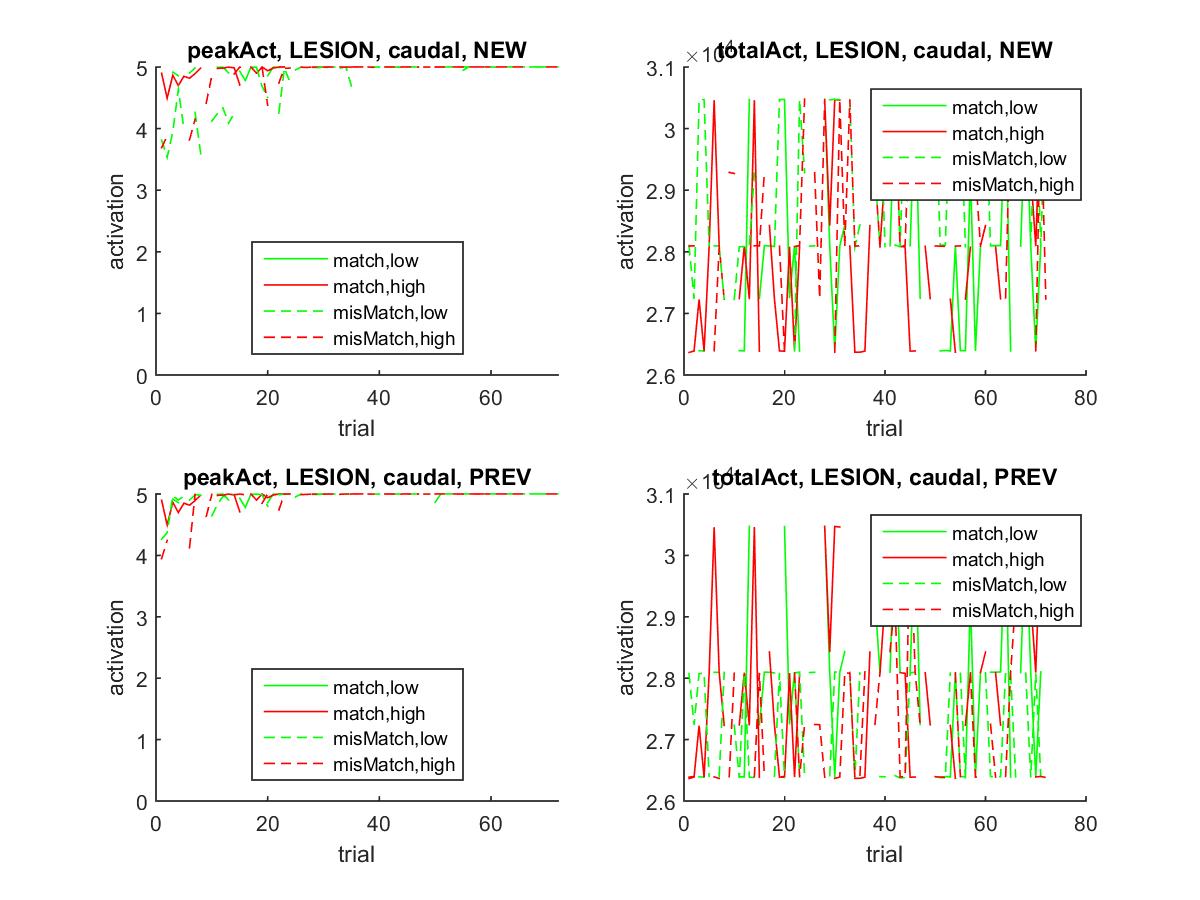 peakAct, LESION, caudal, NEW
5
4
3
2
1
0
activation
0 20 40 60
trial
match,low
match,high
misMatch,low
misMatch,high
×10^4
totalAct, LESION, caudal, NEW
3.1
3
2.9
2.8
2.7
2.6
activation
0 20 40 60 80
trial
match,low
match,high
misMatch,low
misMatch,high
peakAct, LESION, caudal, PREV
5
4
3
2
1
0
activation
0 20 40 60
trial
match,low
match,high
misMatch,low
misMatch,high
×10^4
totalAct, LESION, caudal, PREV
3.1
3
2.9
2.8
2.7
2.6
activation
0 20 40 60 80
trial
match,low
match,high
misMatch,low
misMatch,high